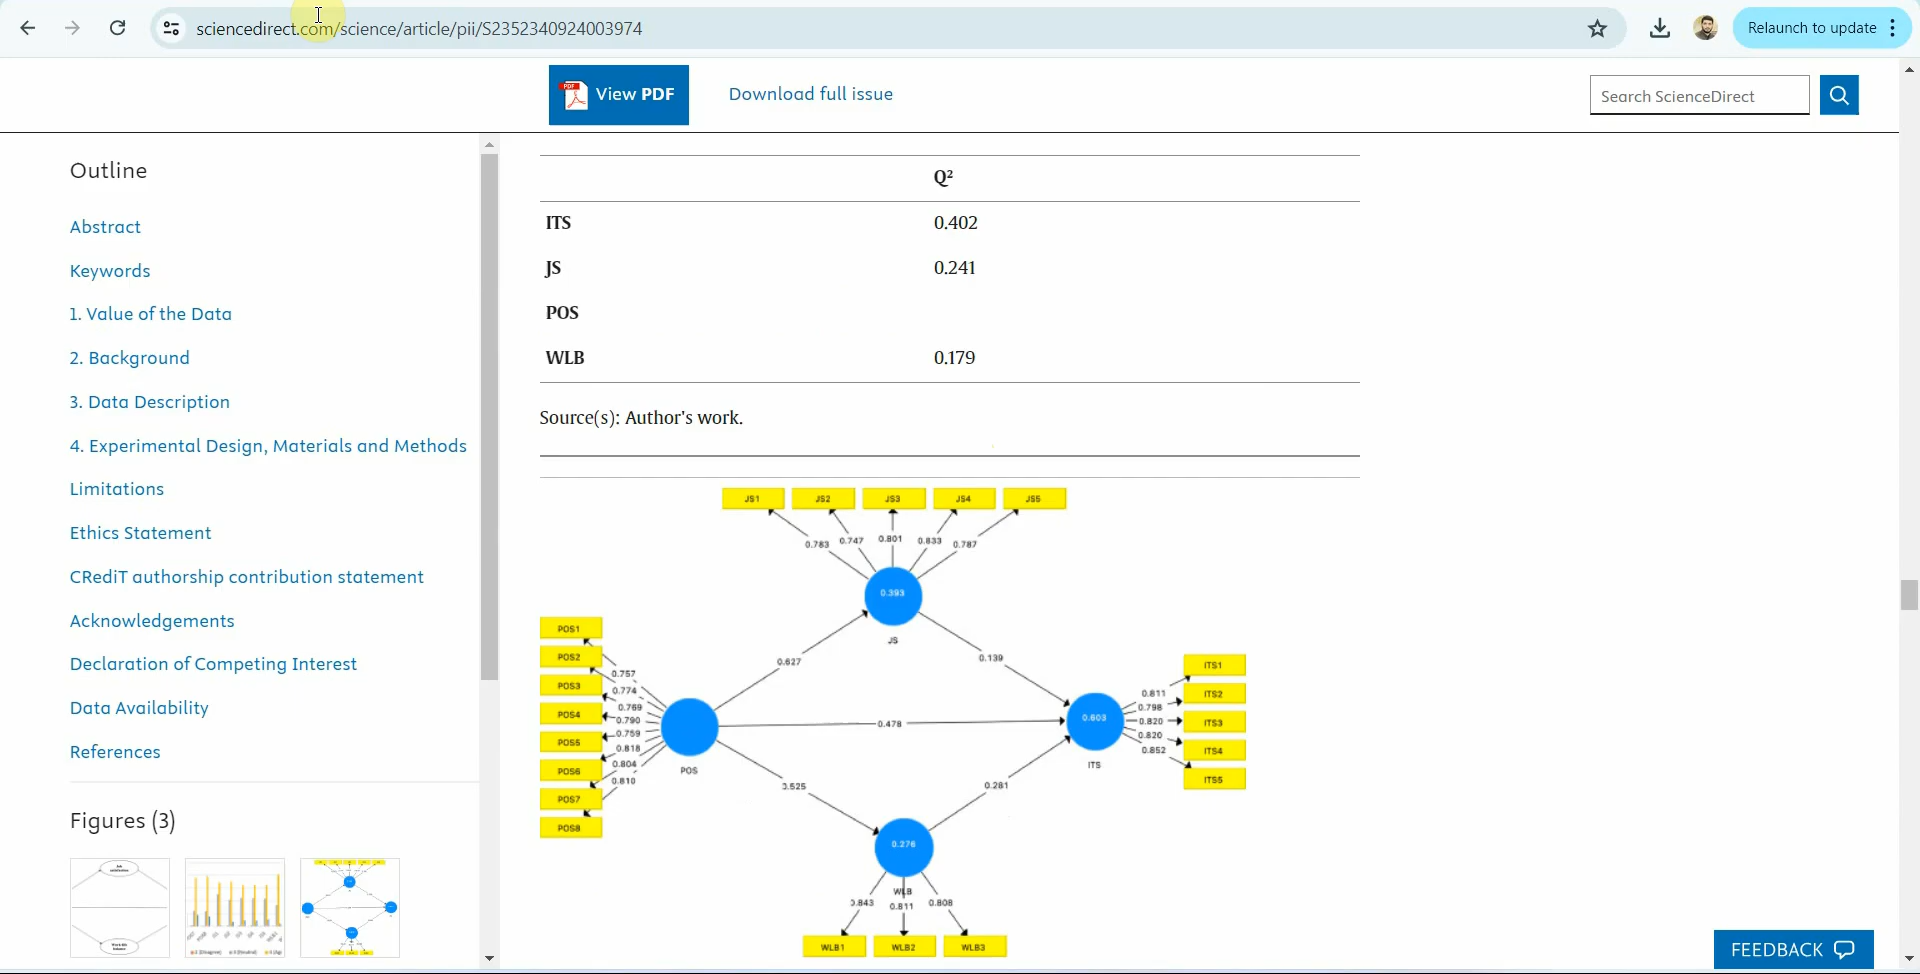 sciencedirect.com/science/article/pii/S2352340924003974
Relaunch to update
View PDF
Download full issue
Search ScienceDirect
Outline
Abstract
Keywords
1. Value of the Data
2. Background
3. Data Description
4. Experimental Design, Materials and Methods
Limitations
Ethics Statement
CRediT authorship contribution statement
Acknowledgements
Declaration of Competing Interest
Data Availability
References
Figures (3)
Q²
ITS 0.402
JS 0.241
POS
WLB 0.179
Source(s): Author's work.
JS1 JS2 JS3 JS4 JS5
0.783 0.747 0.801 0.833 0.787
0.393
JS
POS1
POS2
POS3
POS4
POS5
POS6
POS7
POS8
0.757
0.774
0.769
0.790
0.759
0.818
0.804
0.810
POS
0.627
0.139
0.478
3.525
0.281
0.603
ITS
0.811
0.798
0.820
0.820
0.852
ITS1
ITS2
ITS3
ITS4
ITS5
0.276
WLB
0.843 0.811 0.808
WLB1 WLB2 WLB3
FEEDBACK